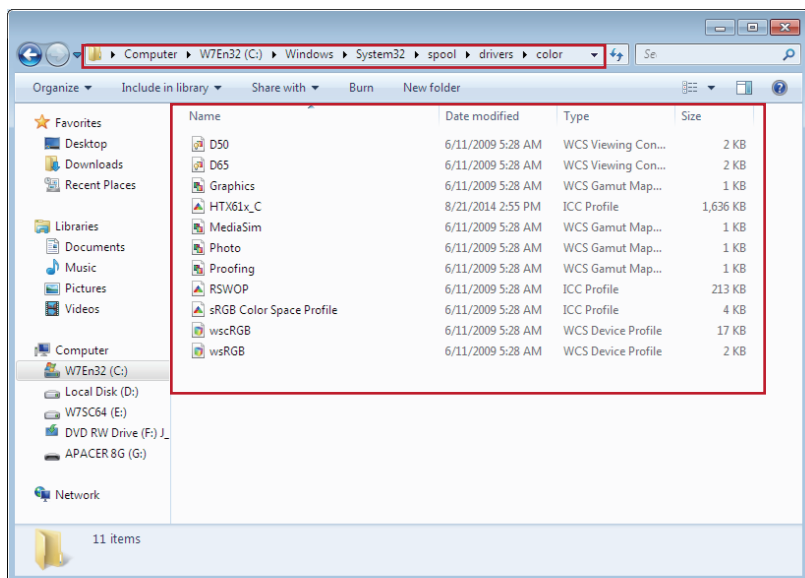 Computer W7En32 (C:) Windows System32 spool drivers color
Organize Include in library Share with Burn New folder
Name Date modified Type Size
Favorites
Desktop
Downloads
Recent Places
Libraries
Documents
Music
Pictures
Videos
Computer
W7En32 (C:)
Local Disk (D:)
W7SC64 (E:)
DVD RW Drive (F:) J_
APACER 8G (G:)
Network
D50 6/11/2009 5:28 AM WCS Viewing Con... 2 KB
D65 6/11/2009 5:28 AM WCS Viewing Con... 2 KB
Graphics 6/11/2009 5:28 AM WCS Gamut Map... 1 KB
HTX61x_C 8/21/2014 2:55 PM ICC Profile 1,636 KB
MediaSim 6/11/2009 5:28 AM WCS Gamut Map... 1 KB
Photo 6/11/2009 5:28 AM WCS Gamut Map... 1 KB
Proofing 6/11/2009 5:28 AM WCS Gamut Map... 1 KB
RSWOP 6/11/2009 5:28 AM ICC Profile 213 KB
sRGB Color Space Profile 6/11/2009 5:28 AM ICC Profile 4 KB
wscRGB 6/11/2009 5:28 AM WCS Device Profile 17 KB
wsRGB 6/11/2009 5:28 AM WCS Device Profile 2 KB
11 items